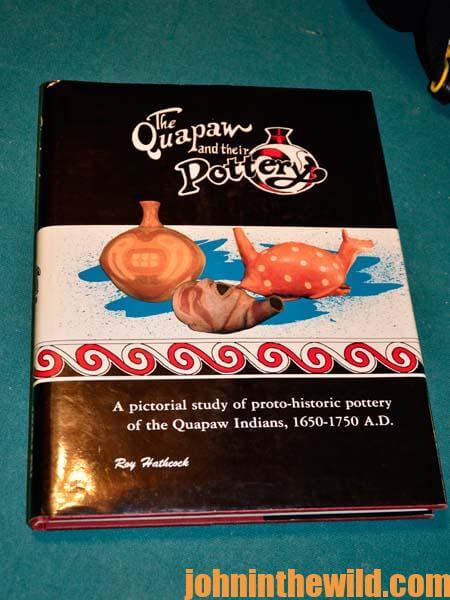 The
Quapaw
and their
Pottery
A pictorial study of proto-historic pottery
of the Quapaw Indians, 1650-1750 A.D.
Roy Hathcock
johninthewild.com